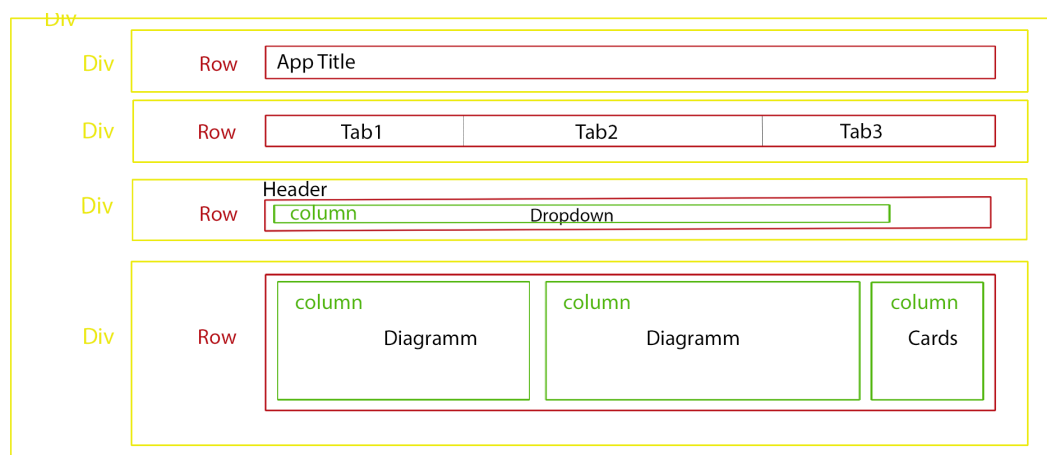 Div
Div Row App Title
Div Row Tab1 Tab2 Tab3
Header
Div Row column Dropdown
column column column
Div Row Diagramm Diagramm Cards